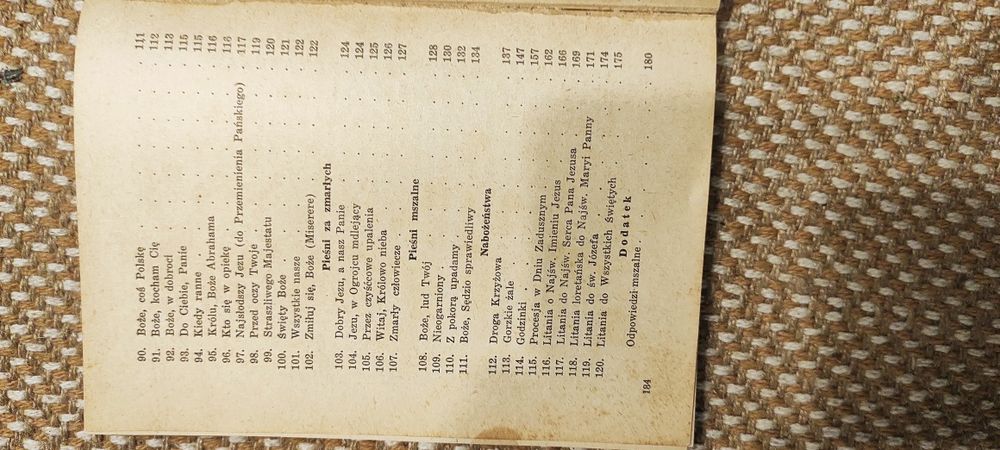 90. Boże, coś Polskę . . . . . . 111
91. Boże, kocham Cię . . . . . . 112
92. Boże, w dobroci . . . . . . 113
93. Do Ciebie, Panie . . . . . . 115
94. Kiedy ranne . . . . . . 115
95. Królu, Boże Abrahama . . . . . . 116
96. Kto się w opiekę . . . . . . 116
97. Najsłodszy Jezu (do Przemienienia Pańskiego) 117
98. Przed oczy Twoje . . . . . . 119
99. Straszliwego Majestatu . . . . . . 120
100. Święty Boże . . . . . . 121
101. Wszystkie nasze . . . . . . 122
102. Zmiłuj się, Boże (Miserere) . . . . . . 122
Pieśni za zmarłych
103. Dobry Jezu, a nasz Panie . . . . . . 124
104. Jezu, w Ogrojcu mdlejący . . . . . . 124
105. Przez czyśćcowe upalenia . . . . . . 125
106. Witaj, Królowo nieba . . . . . . 126
107. Zmarły człowiecze . . . . . . 127
Pieśni mszalne
108. Boże, lud Twój . . . . . . 128
109. Nieogarniony . . . . . . 130
110. Z pokorą upadamy . . . . . . 132
111. Boże, Sędzio sprawiedliwy . . . . . . 134
Nabożeństwa
112. Droga Krzyżowa . . . . . . 137
113. Gorzkie żale . . . . . . 147
114. Godzinki . . . . . . 157
115. Procesja w Dniu Zadusznym . . . . . . 162
116. Litania o Najśw. Imieniu Jezus . . . . . . 166
117. Litania do Najśw. Serca Pana Jezusa . . . . . . 169
118. Litania loretańska do Najśw. Maryi Panny 171
119. Litania do św. Józefa . . . . . . 174
120. Litania do Wszystkich Świętych . . . . . . 175
Dodatek
Odpowiedzi mszalne . . . . . . 180
184